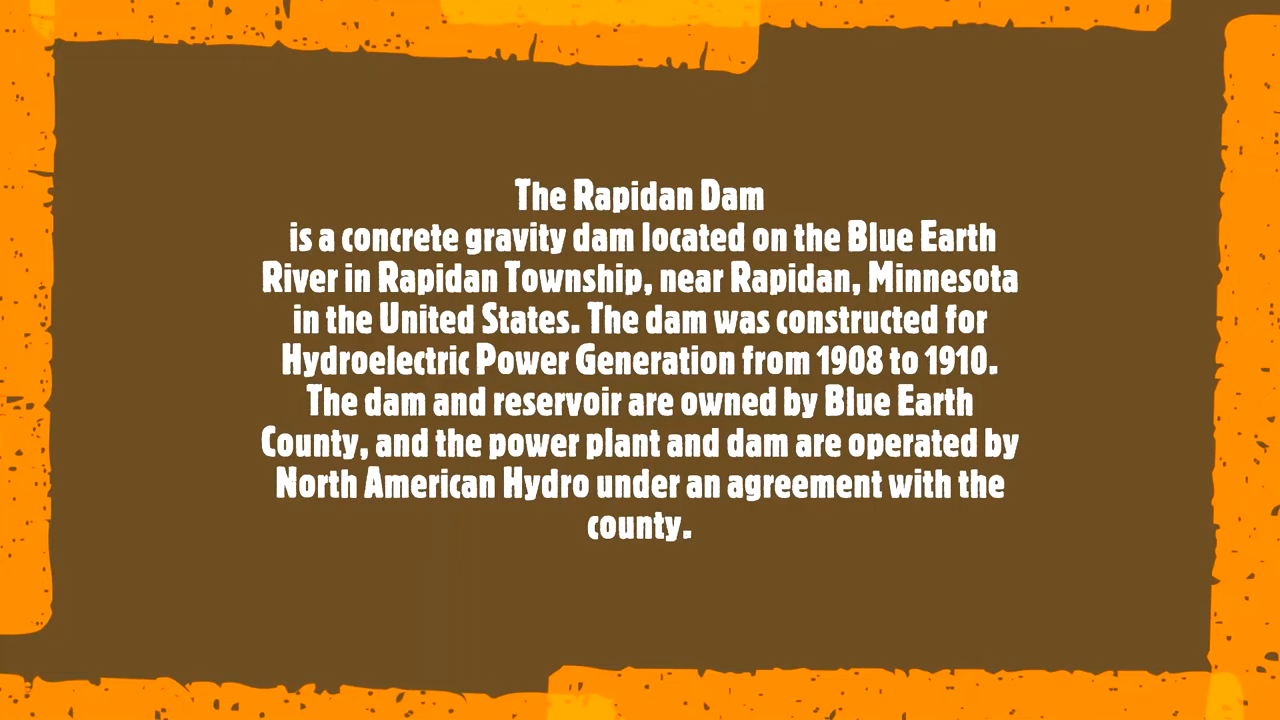 The Rapidan Dam
is a concrete gravity dam located on the Blue Earth
River in Rapidan Township, near Rapidan, Minnesota
in the United States. The dam was constructed for
Hydroelectric Power Generation from 1908 to 1910.
The dam and reservoir are owned by Blue Earth
County, and the power plant and dam are operated by
North American Hydro under an agreement with the
county.